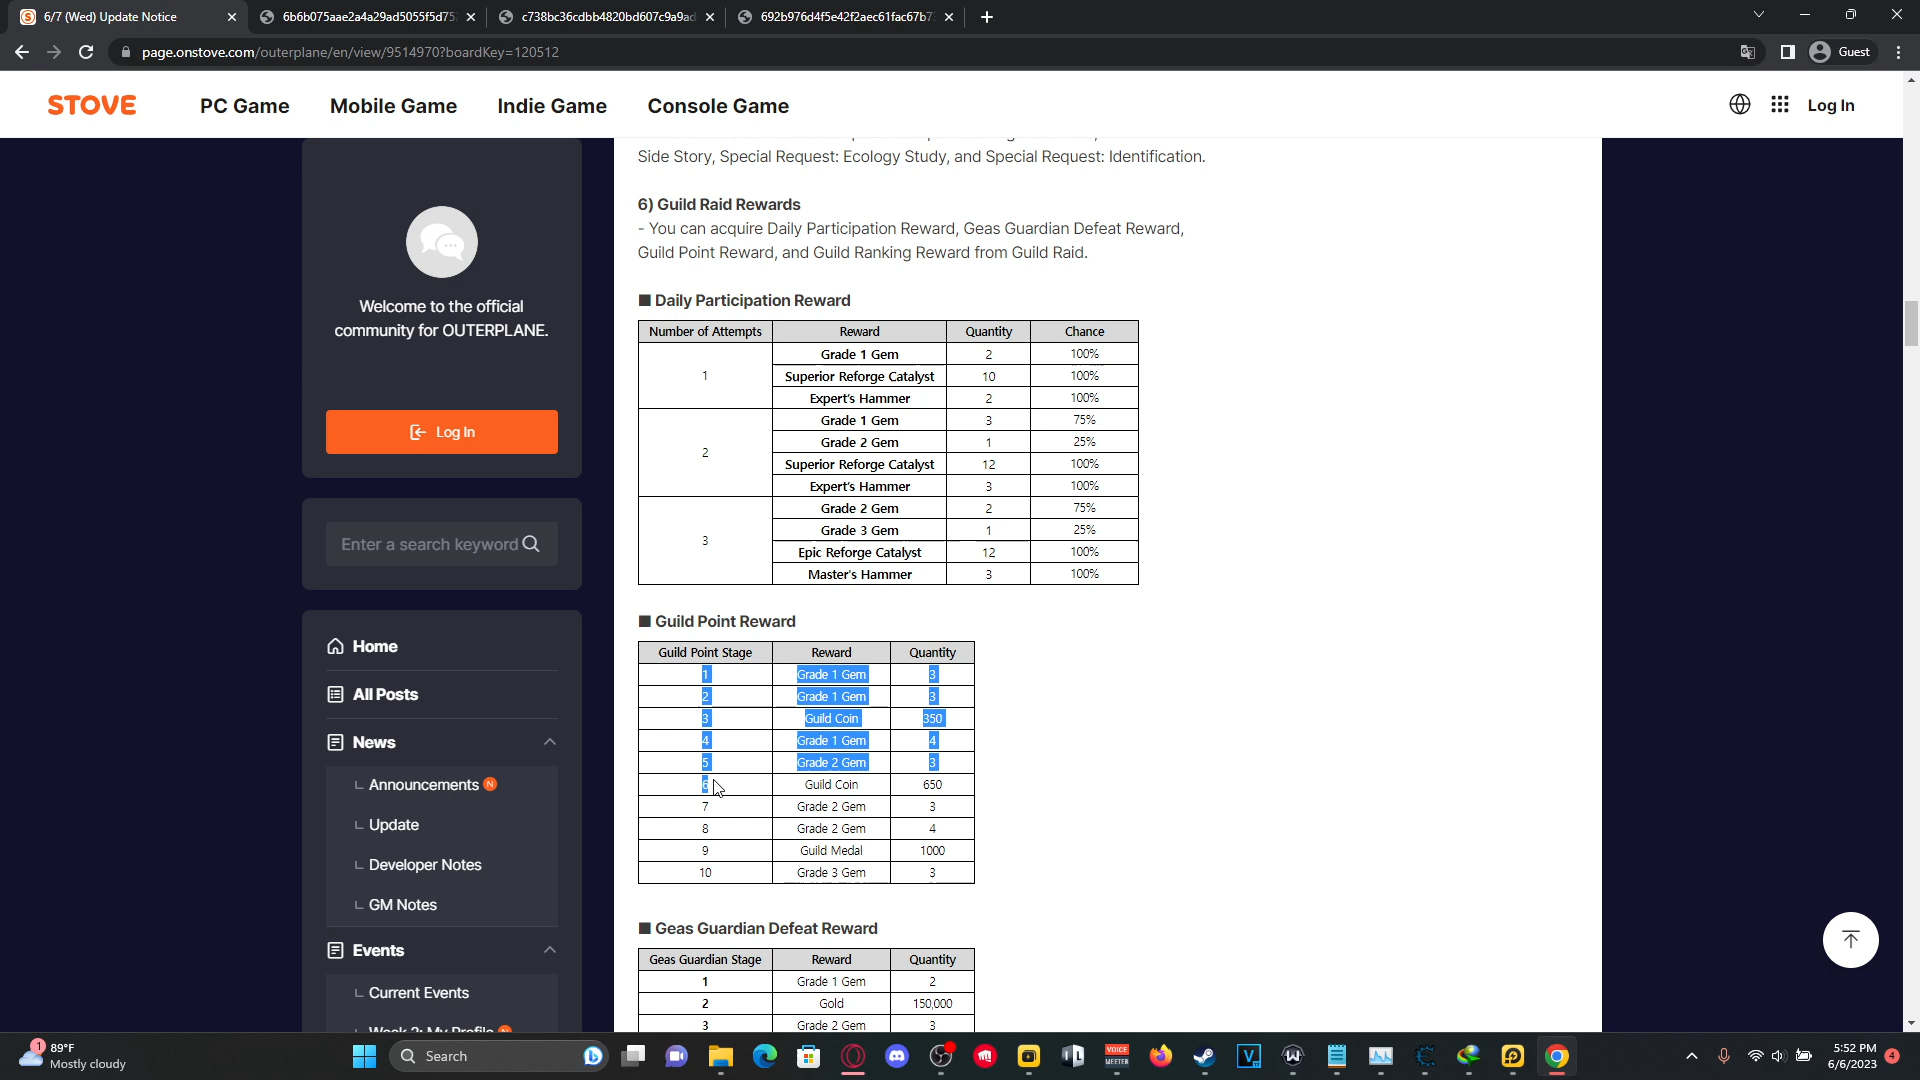 6/7 (Wed) Update Notice
6b6b075aae2a4a29ad5055f5d75
c738bc36cdbb4820bd607c9a9ad
692b976d4f5e42f2aec61fac67b7
page.onstove.com/outerplane/en/view/9514970?boardKey=120512
Guest
STOVE
PC Game
Mobile Game
Indie Game
Console Game
Log In
Welcome to the official
community for OUTERPLANE.
Log In
Enter a search keyword
Home
All Posts
News
Announcements N
Update
Developer Notes
GM Notes
Events
Current Events
Side Story, Special Request: Ecology Study, and Special Request: Identification.
6) Guild Raid Rewards
- You can acquire Daily Participation Reward, Geas Guardian Defeat Reward,
Guild Point Reward, and Guild Ranking Reward from Guild Raid.
■ Daily Participation Reward
Number of Attempts Reward Quantity Chance
1 Grade 1 Gem 2 100%
Superior Reforge Catalyst 10 100%
Expert's Hammer 2 100%
2 Grade 1 Gem 3 75%
Grade 2 Gem 1 25%
Superior Reforge Catalyst 12 100%
Expert's Hammer 3 100%
3 Grade 2 Gem 2 75%
Grade 3 Gem 1 25%
Epic Reforge Catalyst 12 100%
Master's Hammer 3 100%
■ Guild Point Reward
Guild Point Stage Reward Quantity
1 Grade 1 Gem 3
2 Grade 1 Gem 3
3 Guild Coin 350
4 Grade 1 Gem 4
5 Grade 2 Gem 3
6 Guild Coin 650
7 Grade 2 Gem 3
8 Grade 2 Gem 4
9 Guild Medal 1000
10 Grade 3 Gem 3
■ Geas Guardian Defeat Reward
Geas Guardian Stage Reward Quantity
1 Grade 1 Gem 2
2 Gold 150,000
3 Grade 2 Gem 3
1
89°F
Mostly cloudy
Search
VOICE
MEETER
5:52 PM
6/6/2023
4